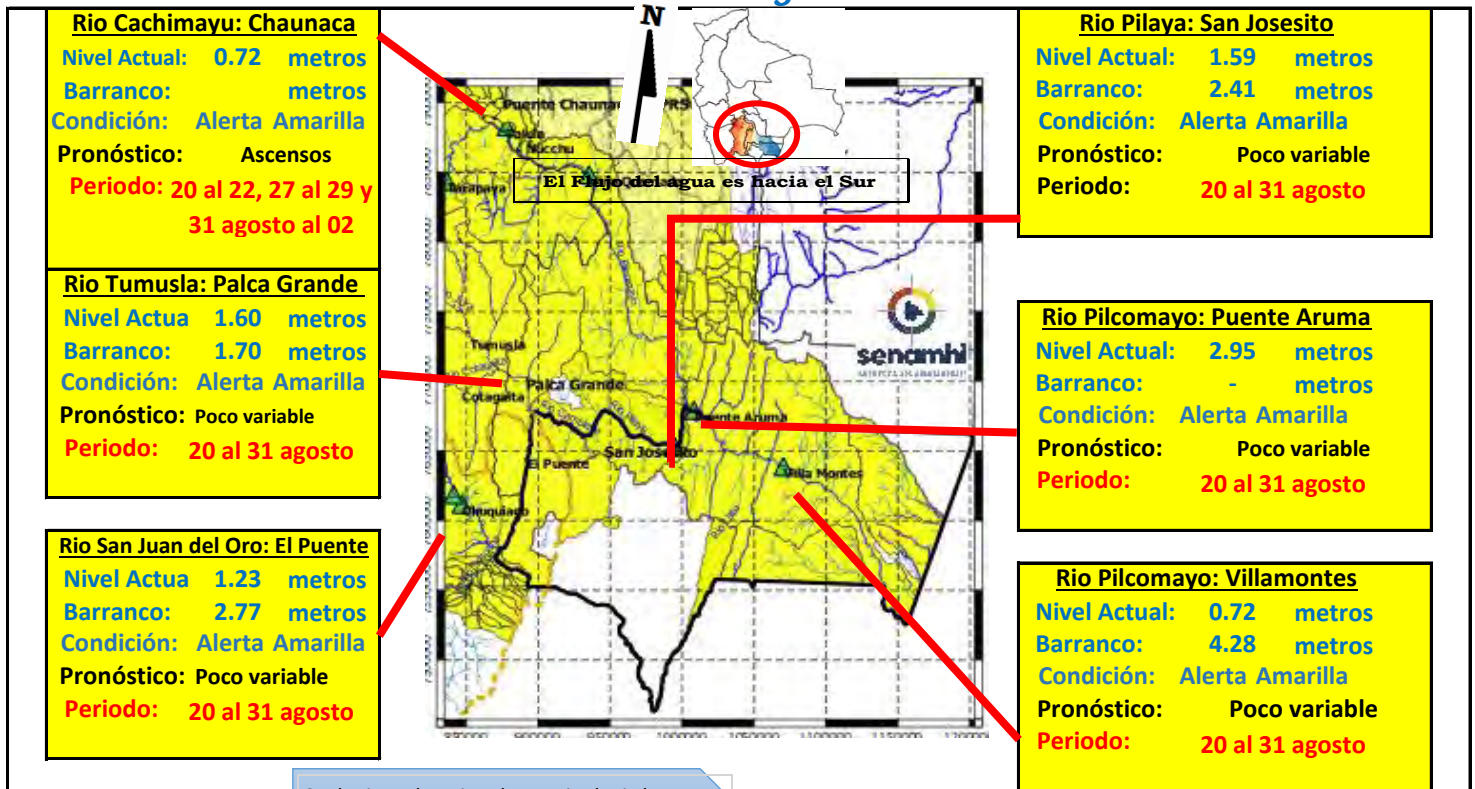 Rio Cachimayu: Chaunaca
Nivel Actual: 0.72 metros
Barranco: metros
Condición: Alerta Amarilla
Pronóstico: Ascensos
Periodo: 20 al 22, 27 al 29 y
31 agosto al 02
Rio Tumusla: Palca Grande
Nivel Actua 1.60 metros
Barranco: 1.70 metros
Condición: Alerta Amarilla
Pronóstico: Poco variable
Periodo: 20 al 31 agosto
Rio San Juan del Oro: El Puente
Nivel Actua 1.23 metros
Barranco: 2.77 metros
Condición: Alerta Amarilla
Pronóstico: Poco variable
Periodo: 20 al 31 agosto
N
Puente Chauna
Nucchu
Tarapaya
El Flujo del agua es hacia el Sur
senamhi
Tumusla
Palca Grande
Cotagaita
Puente Aruma
San Josesito
El Puente
Villa Montes
Chuquiago
Rio Pilaya: San Josesito
Nivel Actual: 1.59 metros
Barranco: 2.41 metros
Condición: Alerta Amarilla
Pronóstico: Poco variable
Periodo: 20 al 31 agosto
Rio Pilcomayo: Puente Aruma
Nivel Actual: 2.95 metros
Barranco: - metros
Condición: Alerta Amarilla
Pronóstico: Poco variable
Periodo: 20 al 31 agosto
Rio Pilcomayo: Villamontes
Nivel Actual: 0.72 metros
Barranco: 4.28 metros
Condición: Alerta Amarilla
Pronóstico: Poco variable
Periodo: 20 al 31 agosto